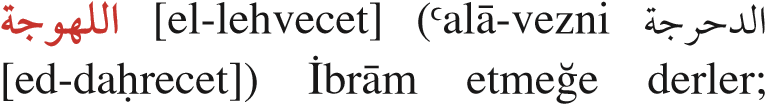 اللهوجة [el-lehvecet] (ʿalā-vezni الدحرجة
[ed-daḥrecet]) İbrām etmeğe derler;